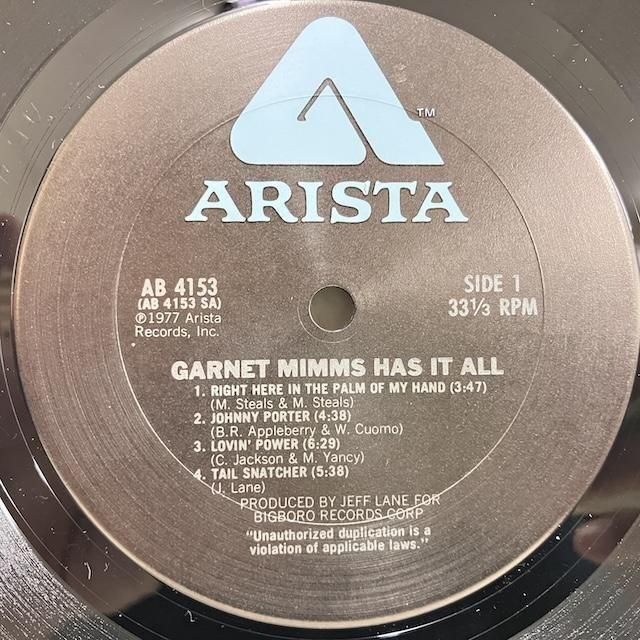 TM
ARISTA
AB 4153
(AB 4153 SA)
℗1977 Arista
Records, Inc.
SIDE 1
33⅓ RPM
GARNET MIMMS HAS IT ALL
1. RIGHT HERE IN THE PALM OF MY HAND (3:47)
(M. Steals & M. Steals)
2. JOHNNY PORTER (4:38)
(B.R. Appleberry & W. Cuomo)
3. LOVIN' POWER (6:29)
(C. Jackson & M. Yancy)
4. TAIL SNATCHER (5:38)
(J. Lane)
PRODUCED BY JEFF LANE FOR
BIGBORO RECORDS CORP
"Unauthorized duplication is a
violation of applicable laws."